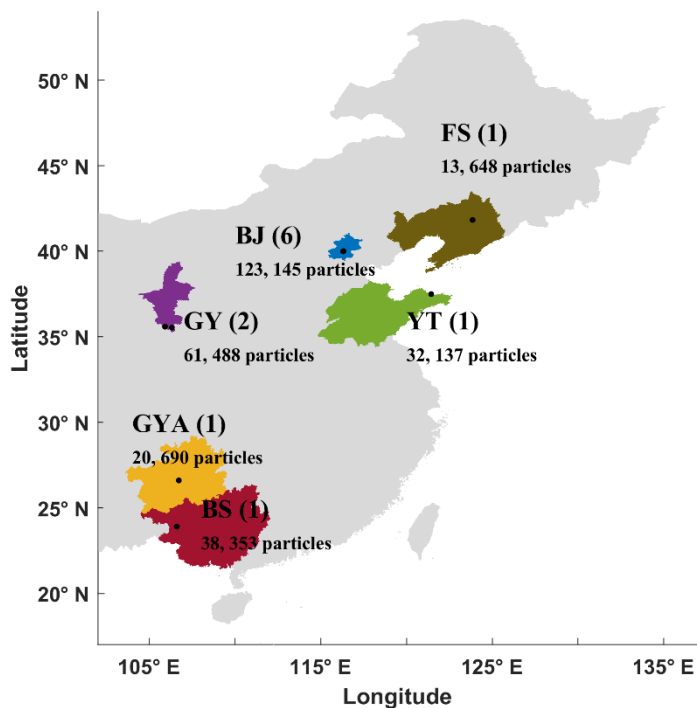 50° N
45° N
40° N
35° N
30° N
25° N
20° N
Latitude
FS (1)
13, 648 particles
BJ (6)
123, 145 particles
GY (2)
61, 488 particles
YT (1)
32, 137 particles
GYA (1)
20, 690 particles
BS (1)
38, 353 particles
105° E
115° E
125° E
135° E
Longitude